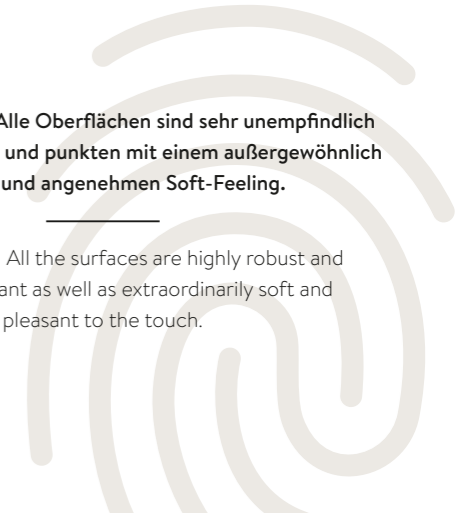 Alle Oberflächen sind sehr unempfindlich
und punkten mit einem außergewöhnlich
und angenehmen Soft-Feeling.
All the surfaces are highly robust and
as well as extraordinarily soft and
pleasant to the touch.